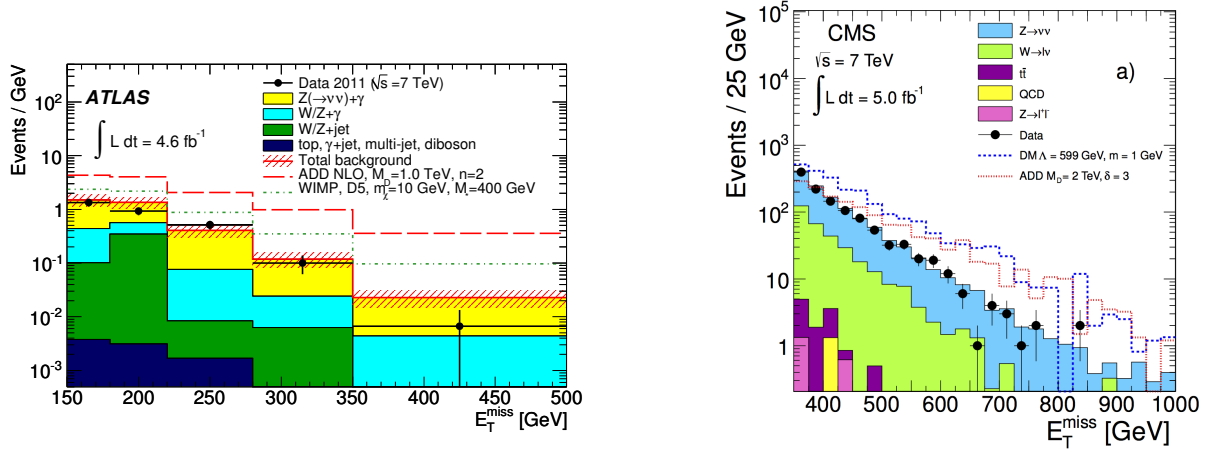 Events / GeV
10²
10
1
10⁻¹
10⁻²
10⁻³
ATLAS
∫ L dt = 4.6 fb⁻¹
Data 2011 (√s =7 TeV)
Z(→νν)+γ
W/Z+γ
W/Z+jet
top, γ+jet, multi-jet, diboson
Total background
ADD NLO, M_D=1.0 TeV, n=2
WIMP, D5, m_χ=10 GeV, M_*=400 GeV
150 200 250 300 350 400 450 500
E_T^miss [GeV]
Events / 25 GeV
10⁵
10⁴
10³
10²
10
1
CMS
√s = 7 TeV
∫ L dt = 5.0 fb⁻¹
a)
Z→νν
W→lν
tt̄
QCD
Z→l⁺l⁻
Data
DM Λ = 599 GeV, m = 1 GeV
ADD M_D = 2 TeV, δ = 3
400 500 600 700 800 900 1000
E_T^miss [GeV]